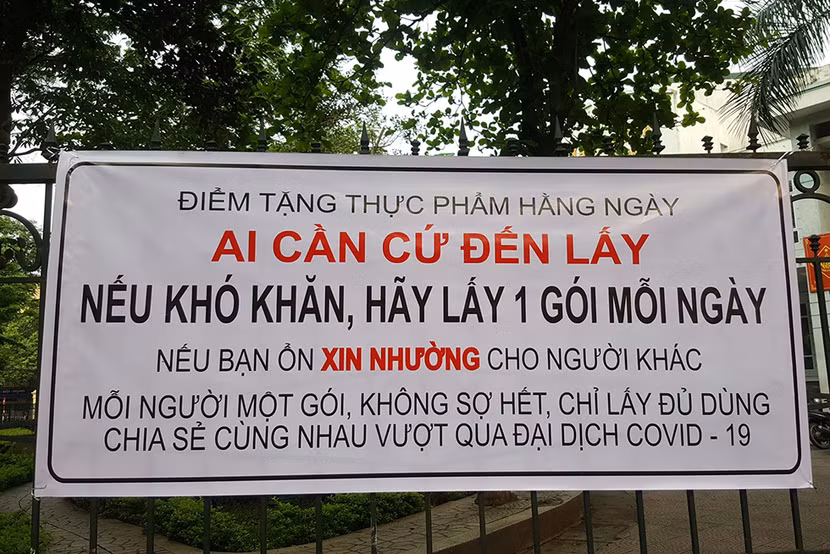 ĐIỂM TẶNG THỰC PHẨM HẰNG NGÀY
AI CẦN CỨ ĐẾN LẤY
NẾU KHÓ KHĂN, HÃY LẤY 1 GÓI MỖI NGÀY
NẾU BẠN ỔN XIN NHƯỜNG CHO NGƯỜI KHÁC
MỖI NGƯỜI MỘT GÓI, KHÔNG SỢ HẾT, CHỈ LẤY ĐỦ DÙNG
CHIA SẺ CÙNG NHAU VƯỢT QUA ĐẠI DỊCH COVID - 19